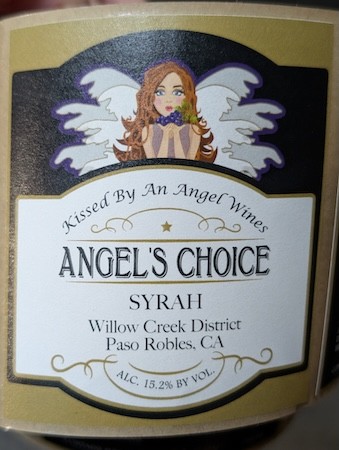 Kissed By An Angel Wines
ANGEL'S CHOICE
SYRAH
Willow Creek District
Paso Robles, CA
ALC. 15.2% BY VOL.